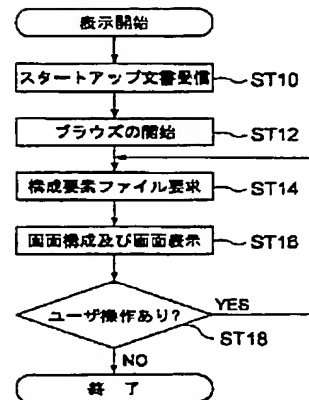 表示開始
スタートアップ文書受信 ST10
ブラウズの開始 ST12
構成要素ファイル要求 ST14
画面構成及び画面表示 ST16
ユーザ操作あり? YES
ST18
NO
終了